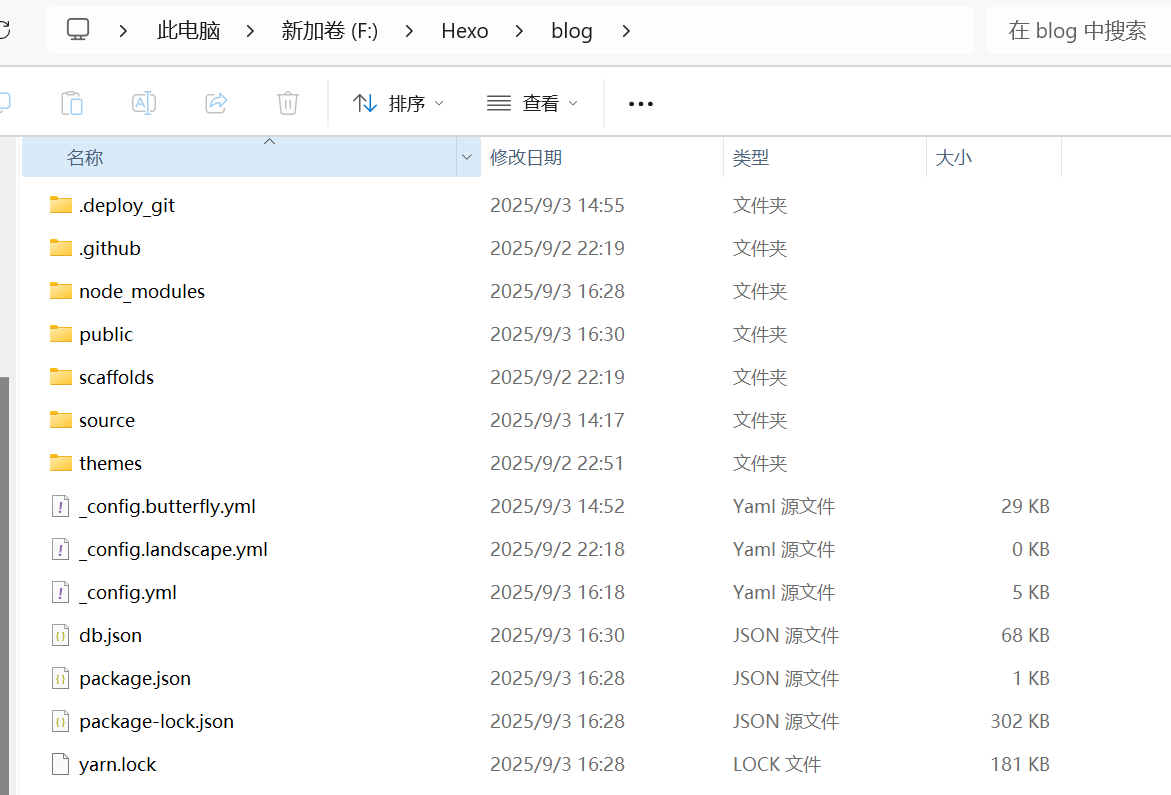 此电脑 新加卷 (F:) Hexo blog 在 blog 中搜索
排序 查看
名称 修改日期 类型 大小
.deploy_git 2025/9/3 14:55 文件夹
.github 2025/9/2 22:19 文件夹
node_modules 2025/9/3 16:28 文件夹
public 2025/9/3 16:30 文件夹
scaffolds 2025/9/2 22:19 文件夹
source 2025/9/3 14:17 文件夹
themes 2025/9/2 22:51 文件夹
_config.butterfly.yml 2025/9/3 14:52 Yaml 源文件 29 KB
_config.landscape.yml 2025/9/2 22:18 Yaml 源文件 0 KB
_config.yml 2025/9/3 16:18 Yaml 源文件 5 KB
db.json 2025/9/3 16:30 JSON 源文件 68 KB
package.json 2025/9/3 16:28 JSON 源文件 1 KB
package-lock.json 2025/9/3 16:28 JSON 源文件 302 KB
yarn.lock 2025/9/3 16:28 LOCK 文件 181 KB